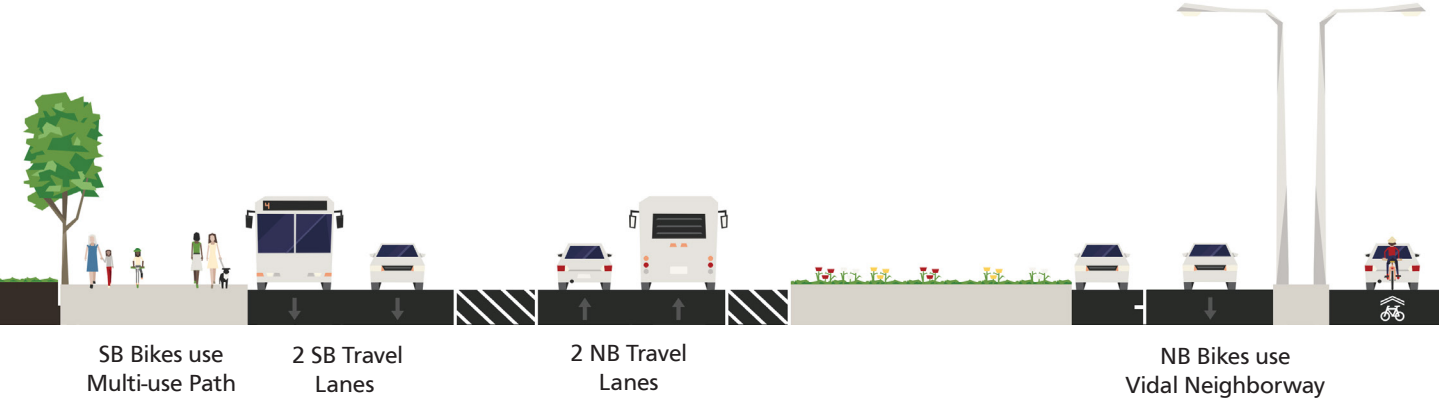 4
SB Bikes use
Multi-use Path
2 SB Travel
Lanes
2 NB Travel
Lanes
NB Bikes use
Vidal Neighborway